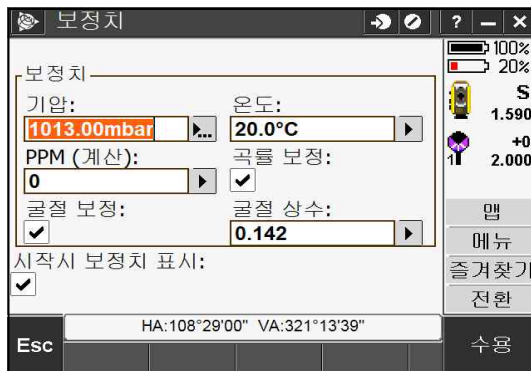 보정치
? – ×
100%
20%
보정치
기압: 온도:
1013.00mbar ... 20.0°C
PPM (계산): 곡률 보정:
0
굴절 보정: 굴절 상수:
0.142
시작시 보정치 표시:
S
1.590
+0
1 2.000
맵
메뉴
즐겨찾기
전환
HA:108°29'00" VA:321°13'39"
Esc 수용